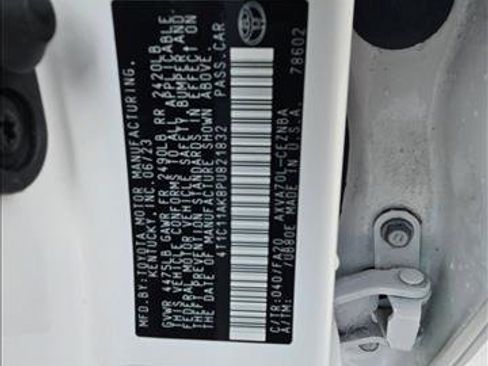 MFD. BY:TOYOTA MOTOR MANUFACTURING,
KENTUCKY, INC. 06/23
GVWR 4475LB GAWR FR 2490LB RR 2420LB
THIS VEHICLE CONFORMS TO ALL APPLICABLE
FEDERAL MOTOR VEHICLE SAFETY, BUMPER, AND
THEFT PREVENTION STANDARDS IN EFFECT ON
THE DATE OF MANUFACTURE SHOWN ABOVE.
4T1C11AK8PU821832 PASS.CAR
C/TR:040/FA20 AXVA70L-CEZNBA
A/TM: /UB80E MADE IN U.S.A. 78602